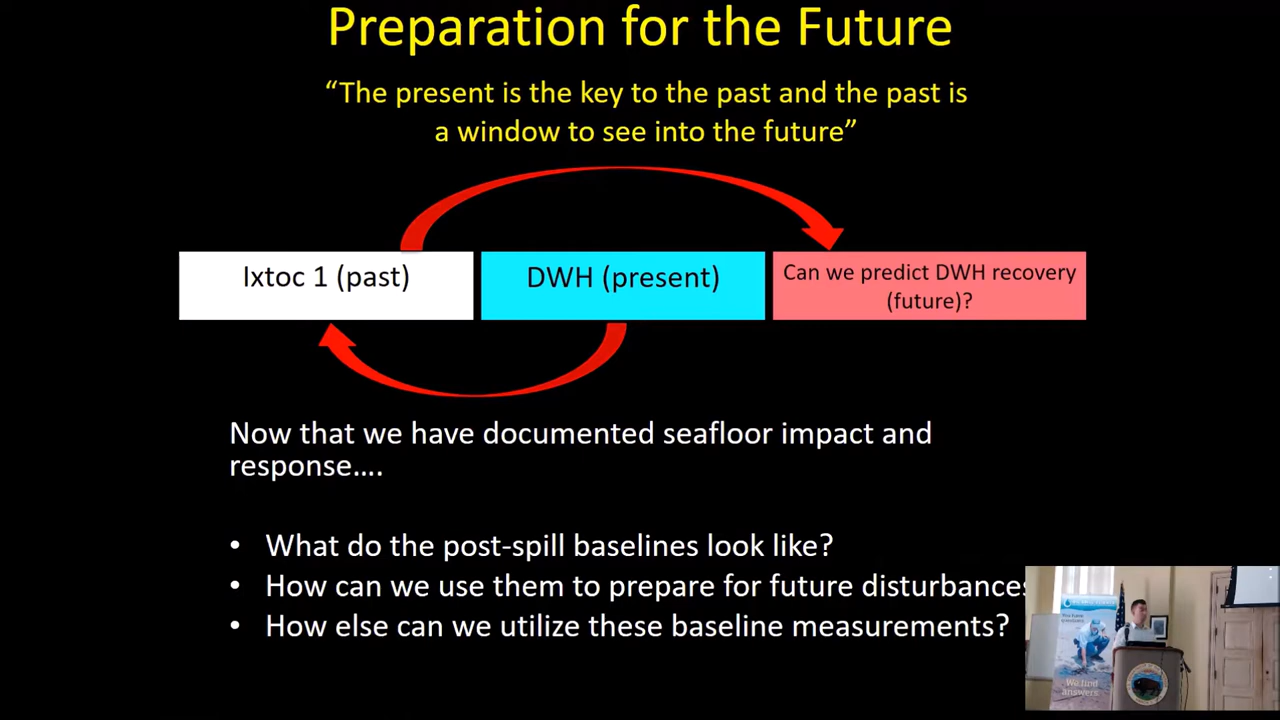 Preparation for the Future
“The present is the key to the past and the past is
a window to see into the future”
Ixtoc 1 (past)
DWH (present)
Can we predict DWH recovery
(future)?
Now that we have documented seafloor impact and
response….
• What do the post-spill baselines look like?
• How can we use them to prepare for future disturbances
• How else can we utilize these baseline measurements?
We find
answers